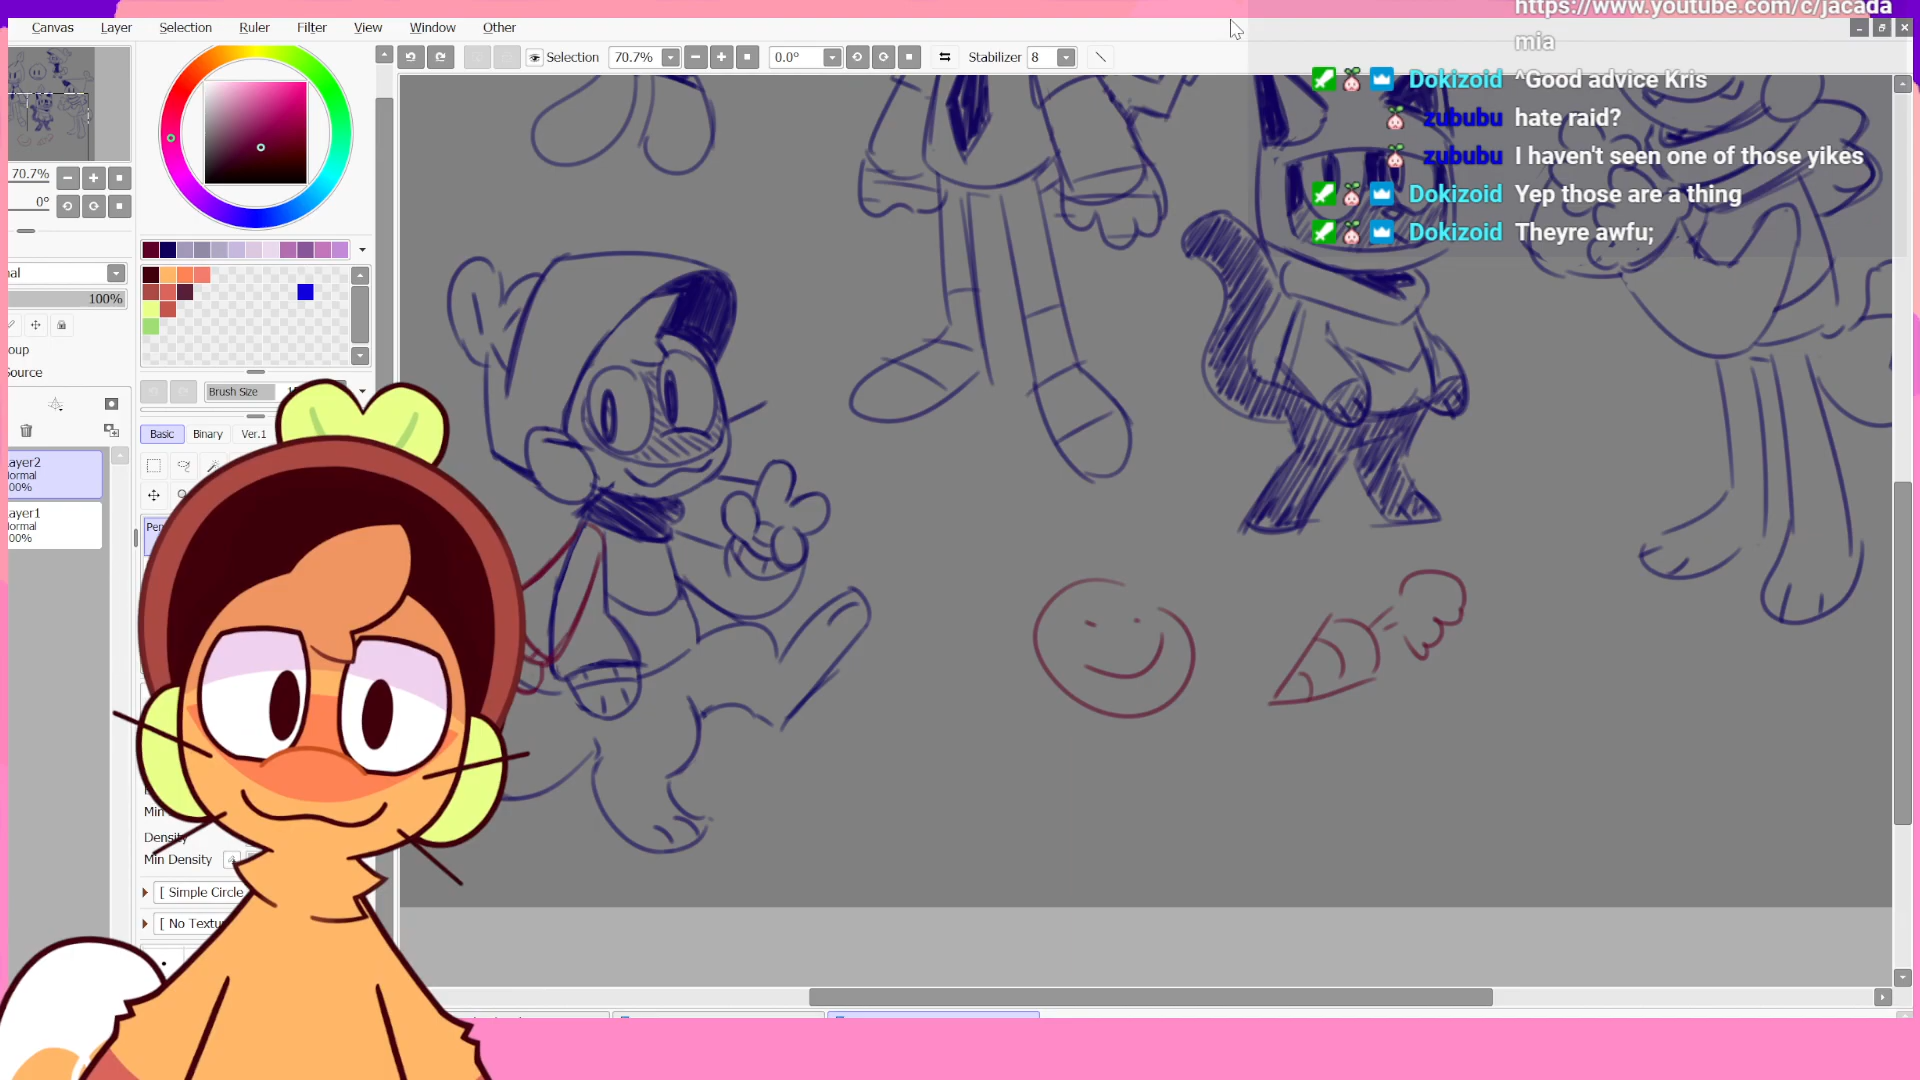 Canvas Layer Selection Ruler Filter View Window Other
https://www.youtube.com/c/jacada
mia
Selection 70.7% 0.0° Stabilizer 8
Dokizoid ^Good advice Kris
zububu hate raid?
zububu I haven't seen one of those yikes
Dokizoid Yep those are a thing
Dokizoid Theyre awfu;
70.7%
0°
100%
Brush Size
Basic Binary Ver.1
Density
Min Density
[ Simple Circle